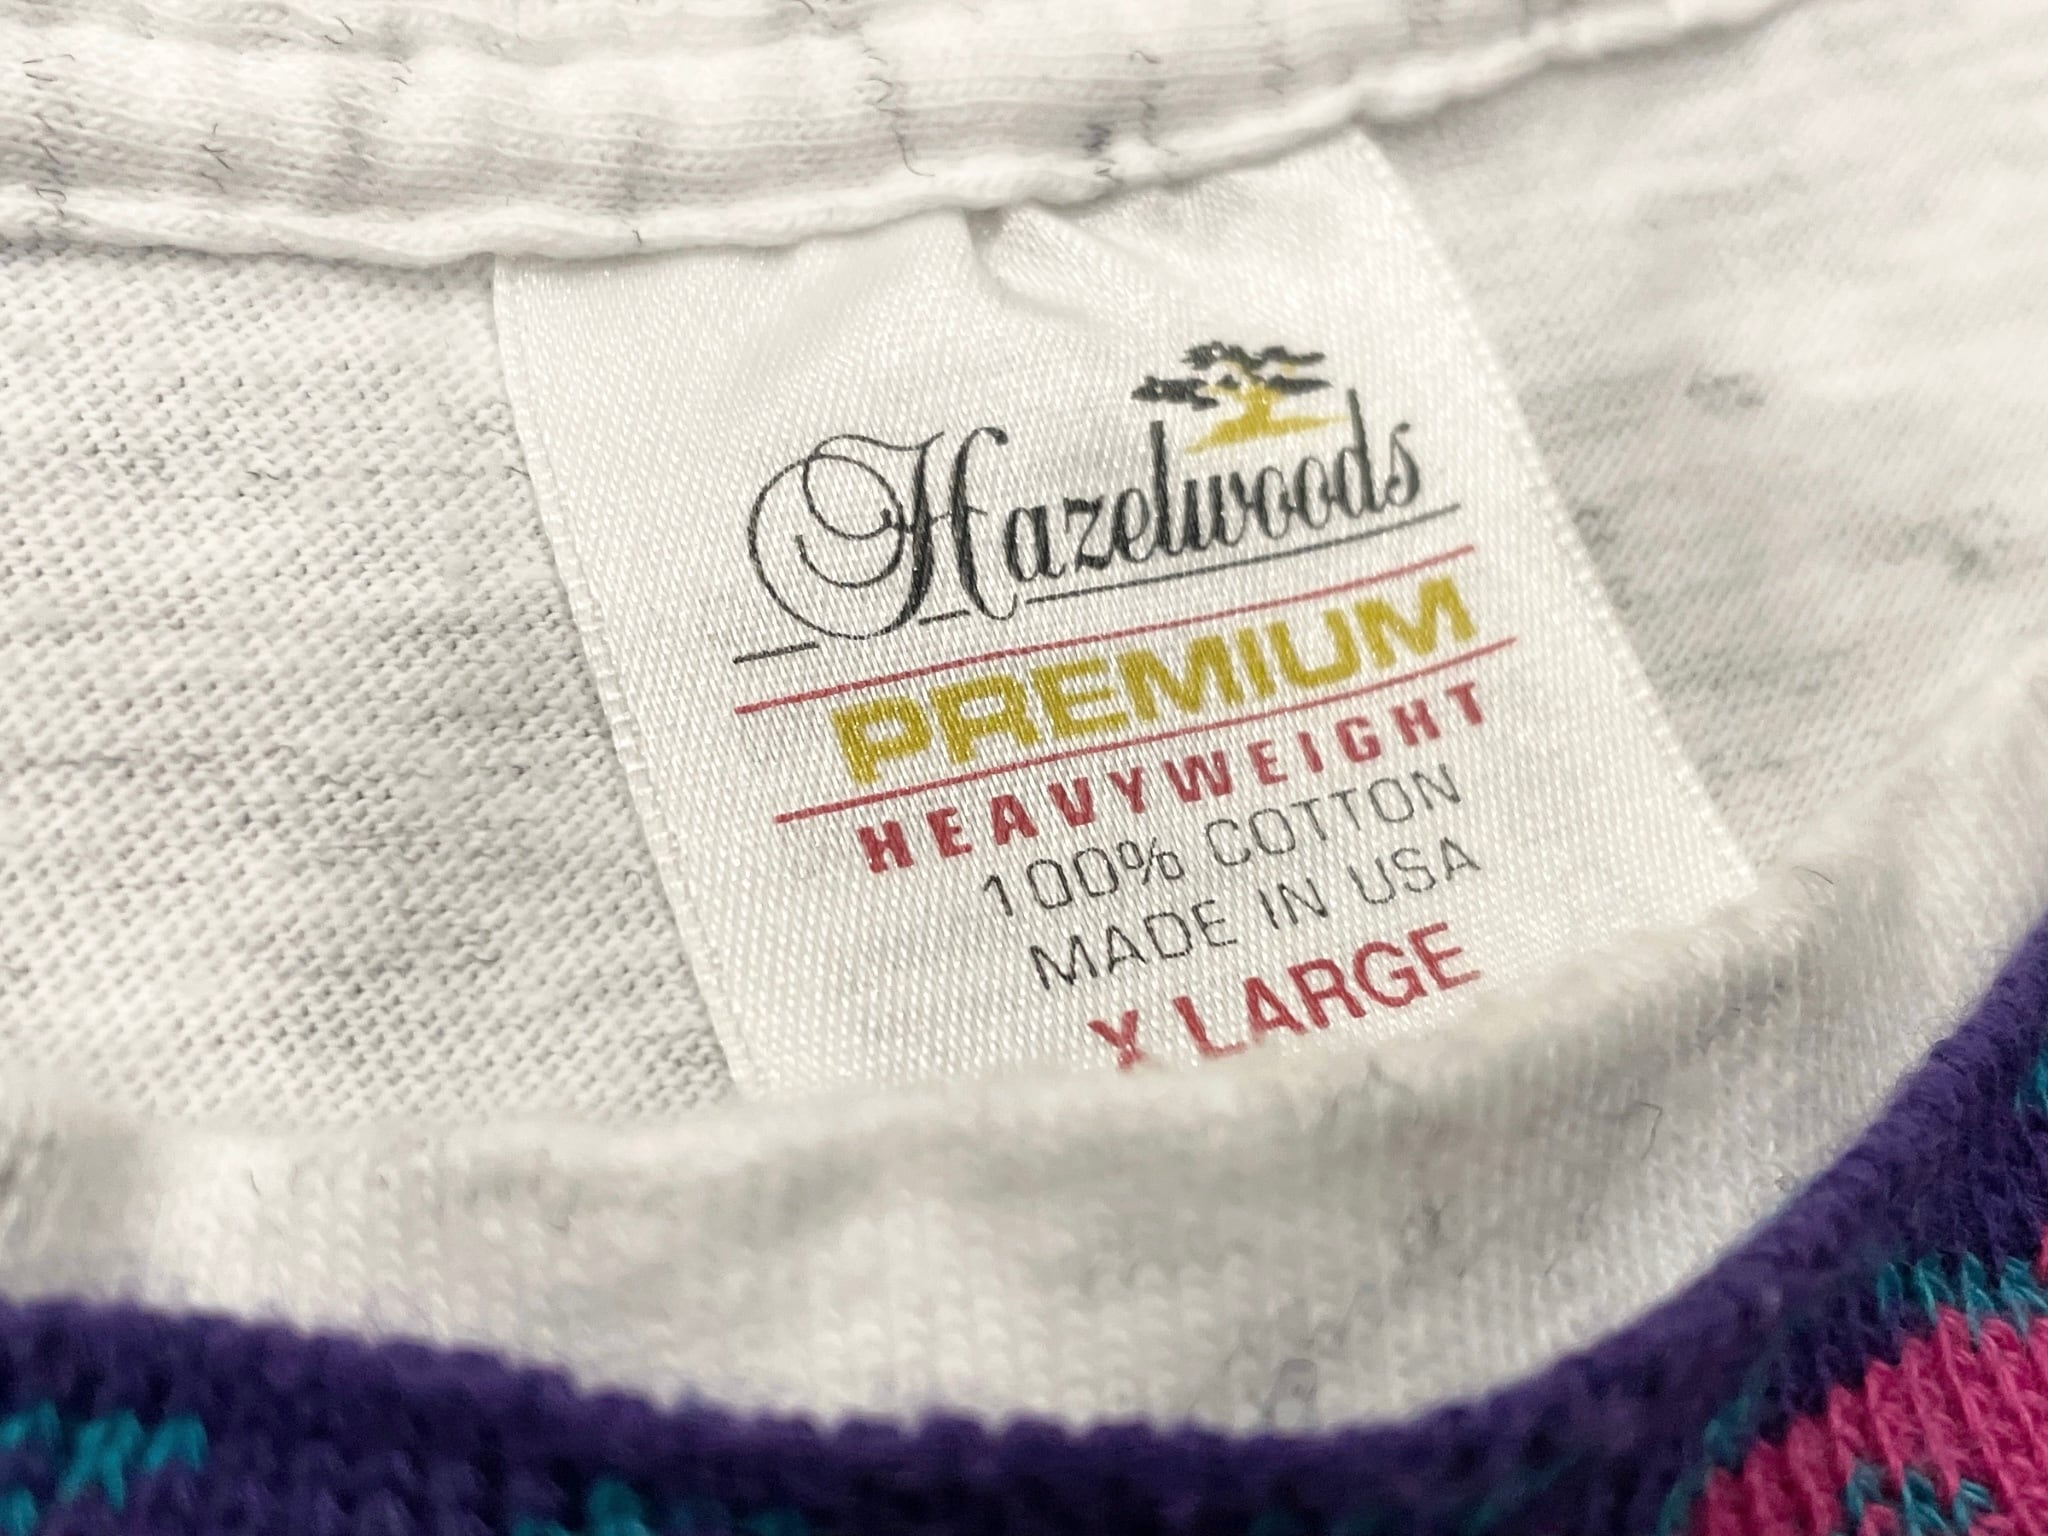 Hazelwoods
PREMIUM
HEAVYWEIGHT
100% COTTON
MADE IN USA
X LARGE